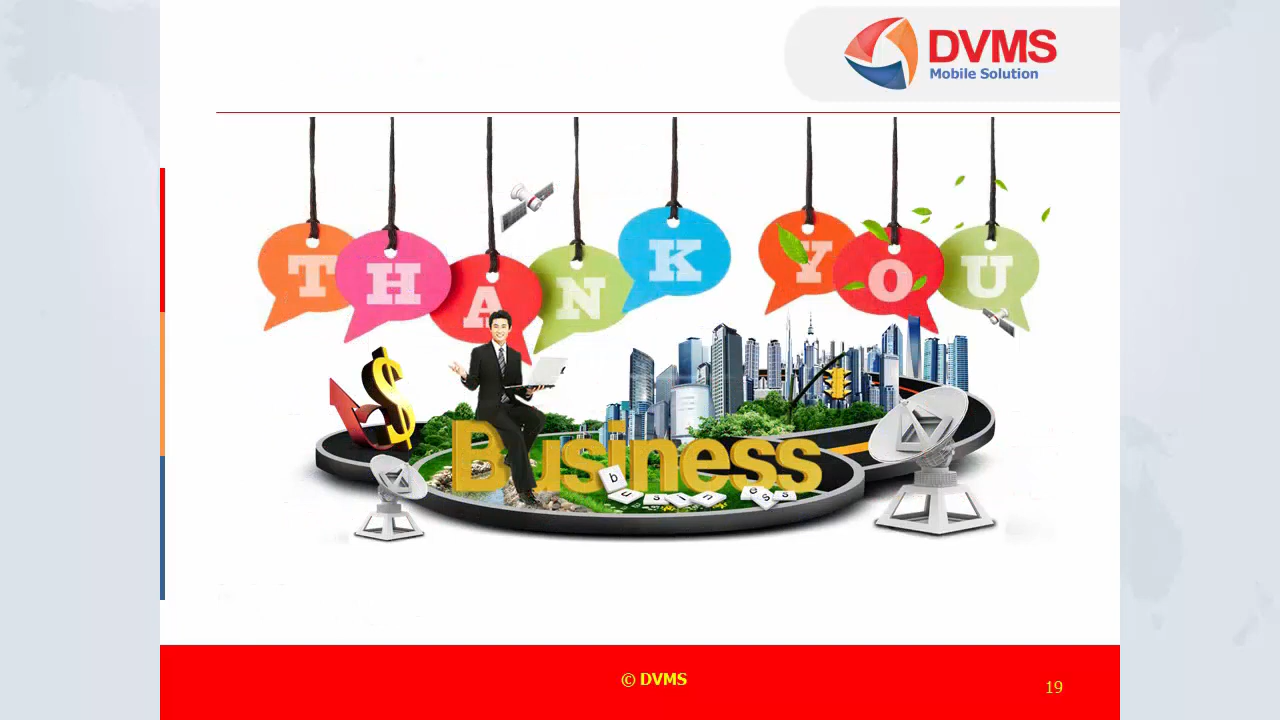 DVMS
Mobile Solution
THANK YOU
Business
business
© DVMS
19